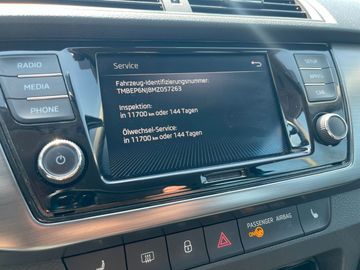 RADIO
MEDIA
PHONE
Service
Fahrzeug-Identifizierungsnummer:
TMBEP6NJ8MZ057263
Inspektion:
in 11700 km oder 144 Tagen
Ölwechsel-Service:
in 11700 km oder 144 Tagen
SETUP
APPS
CAR
PASSENGER AIRBAG